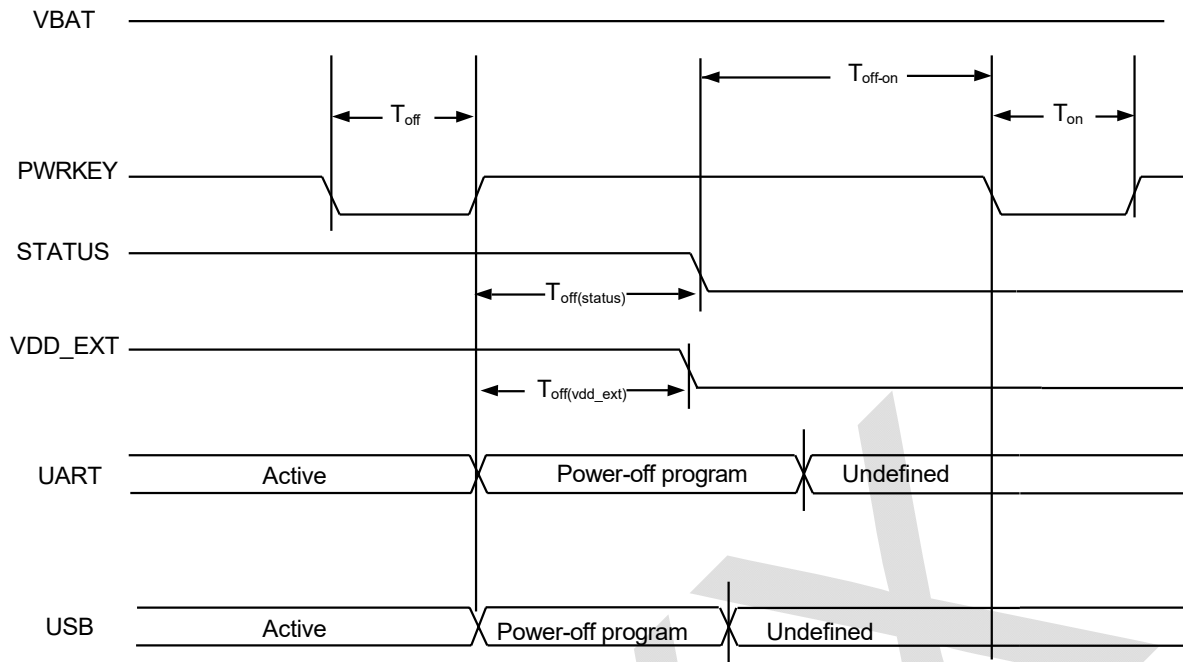 VBAT
Toff-on
Toff
Ton
PWRKEY
STATUS
Toff(status)
VDD_EXT
Toff(vdd_ext)
UART
Active
Power-off program
Undefined
USB
Active
Power-off program
Undefined